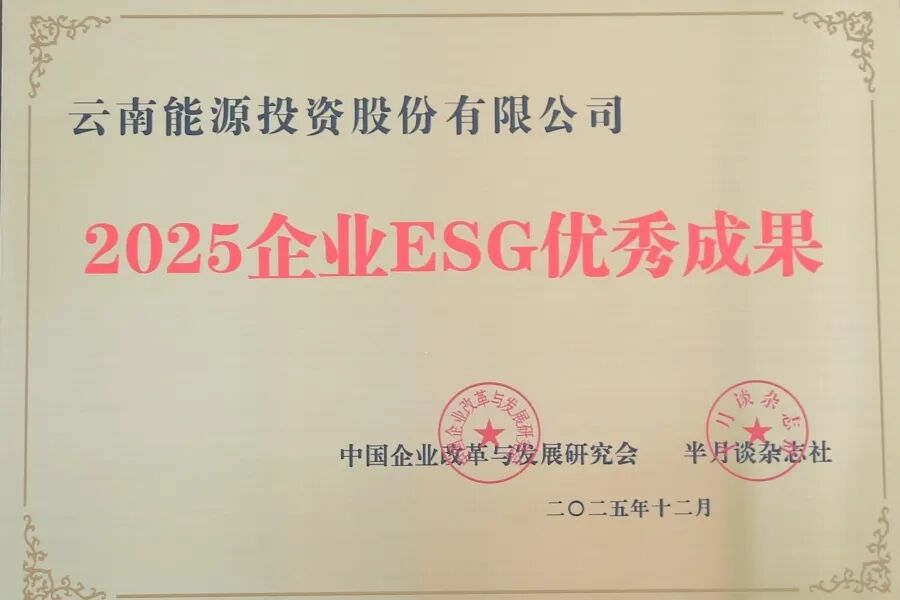 云南能源投资股份有限公司
2025企业ESG优秀成果
中国企业改革与发展研究会 半月谈杂志社
二〇二五年十二月